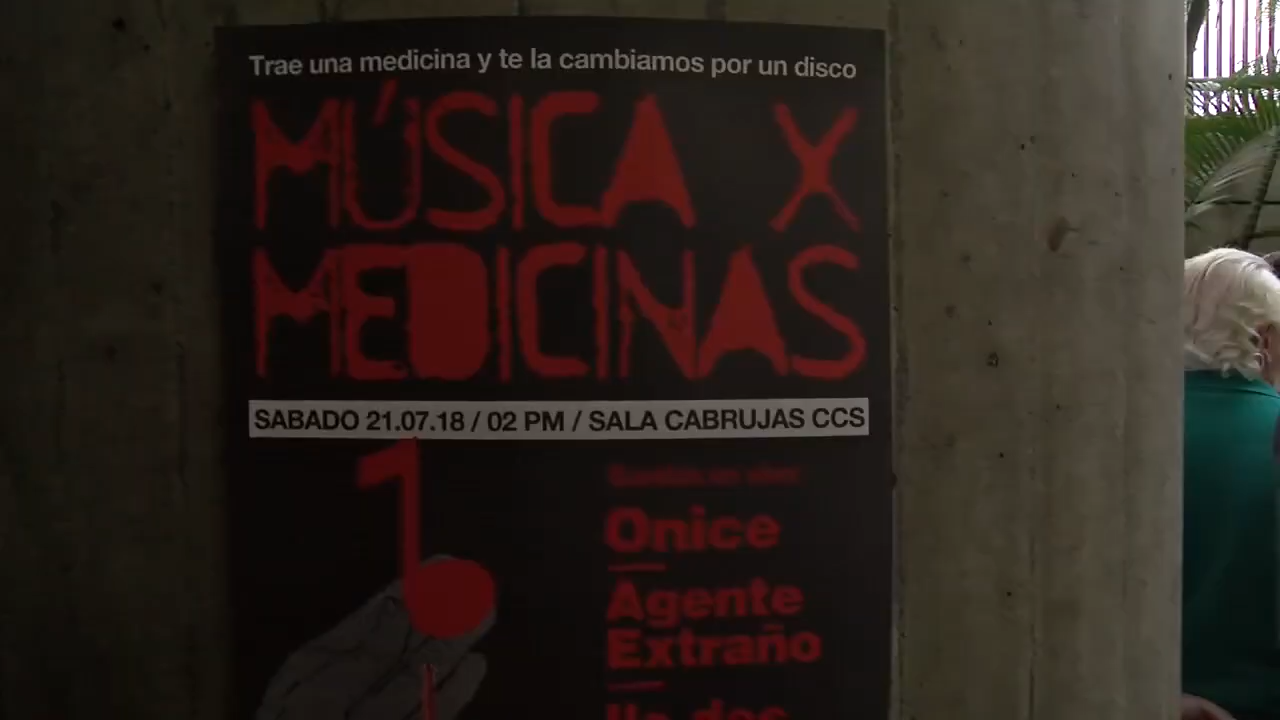 Trae una medicina y te la cambiamos por un disco
MÚSICA X
MEDICINAS
SABADO 21.07.18 / 02 PM / SALA CABRUJAS CCS
Onice
Agente
Extraño